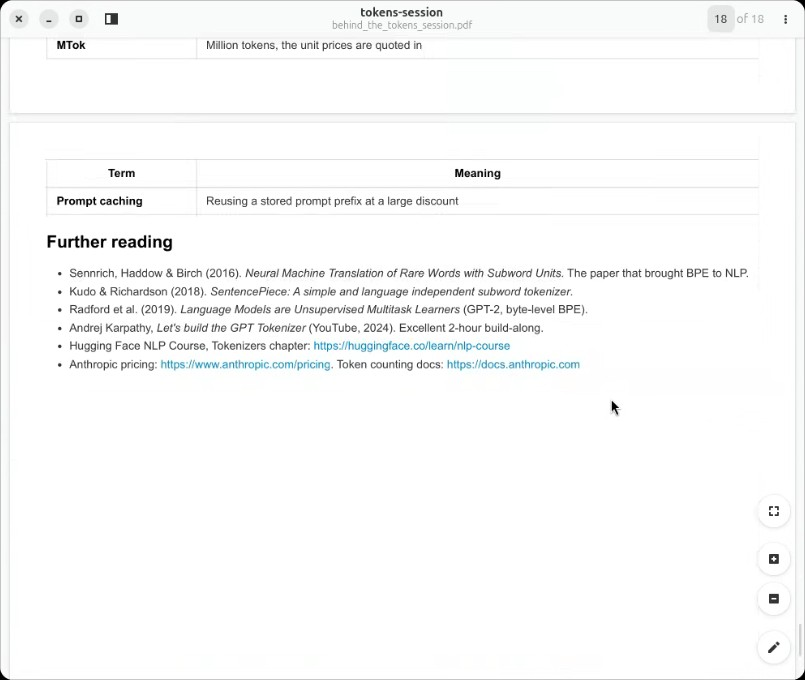 tokens-session
behind_the_tokens_session.pdf
18 of 18
MTok Million tokens, the unit prices are quoted in
Term Meaning
Prompt caching Reusing a stored prompt prefix at a large discount
Further reading
• Sennrich, Haddow & Birch (2016). Neural Machine Translation of Rare Words with Subword Units. The paper that brought BPE to NLP.
• Kudo & Richardson (2018). SentencePiece: A simple and language independent subword tokenizer.
• Radford et al. (2019). Language Models are Unsupervised Multitask Learners (GPT-2, byte-level BPE).
• Andrej Karpathy, Let's build the GPT Tokenizer (YouTube, 2024). Excellent 2-hour build-along.
• Hugging Face NLP Course, Tokenizers chapter: https://huggingface.co/learn/nlp-course
• Anthropic pricing: https://www.anthropic.com/pricing. Token counting docs: https://docs.anthropic.com